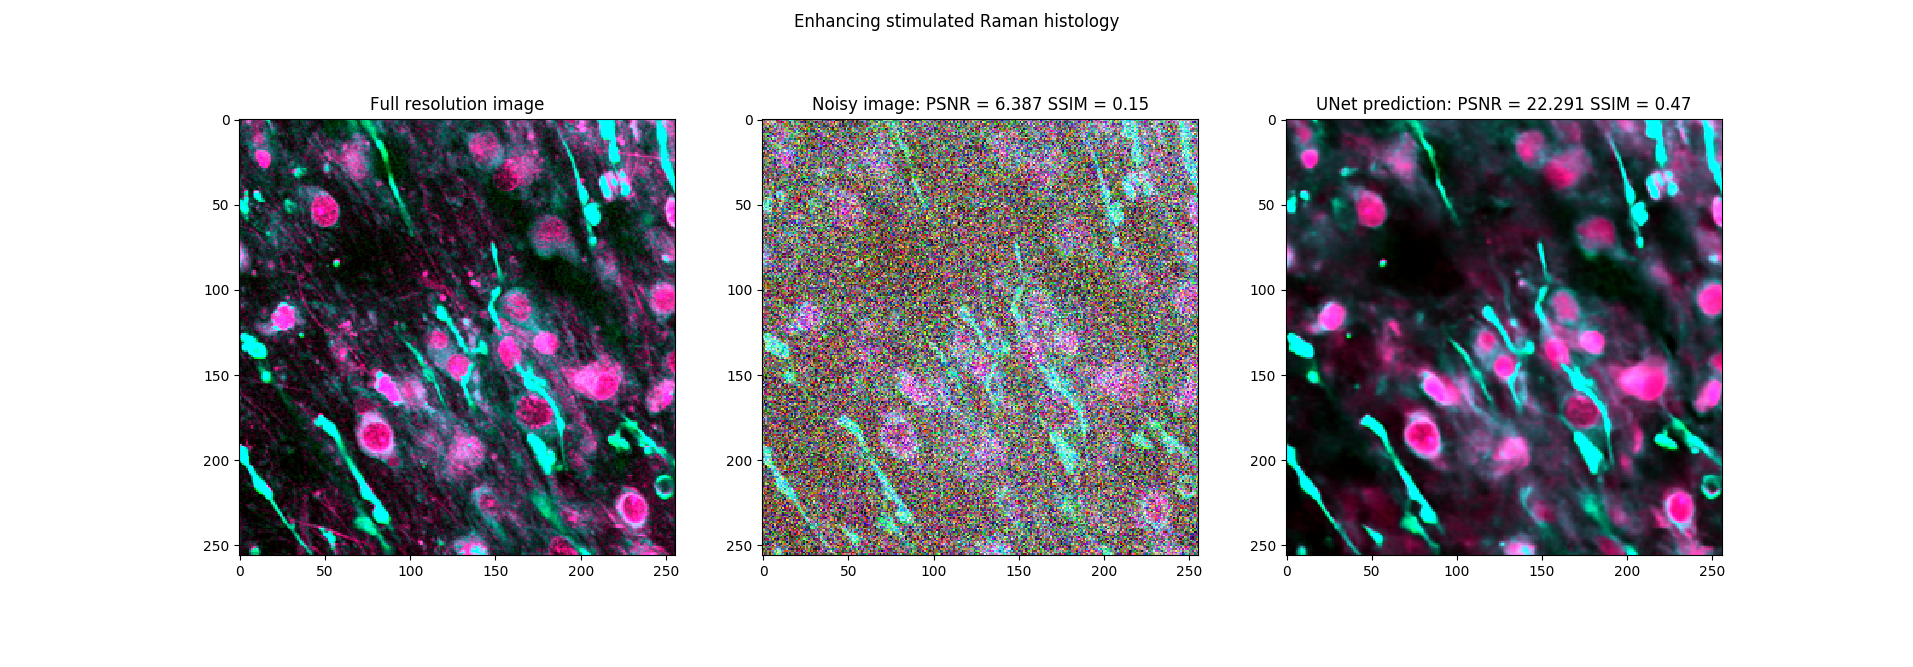 Enhancing stimulated Raman histology
Full resolution image
Noisy image: PSNR = 6.387 SSIM = 0.15
UNet prediction: PSNR = 22.291 SSIM = 0.47
0
50
100
150
200
250
0 50 100 150 200 250
0
50
100
150
200
250
0 50 100 150 200 250
0
50
100
150
200
250
0 50 100 150 200 250